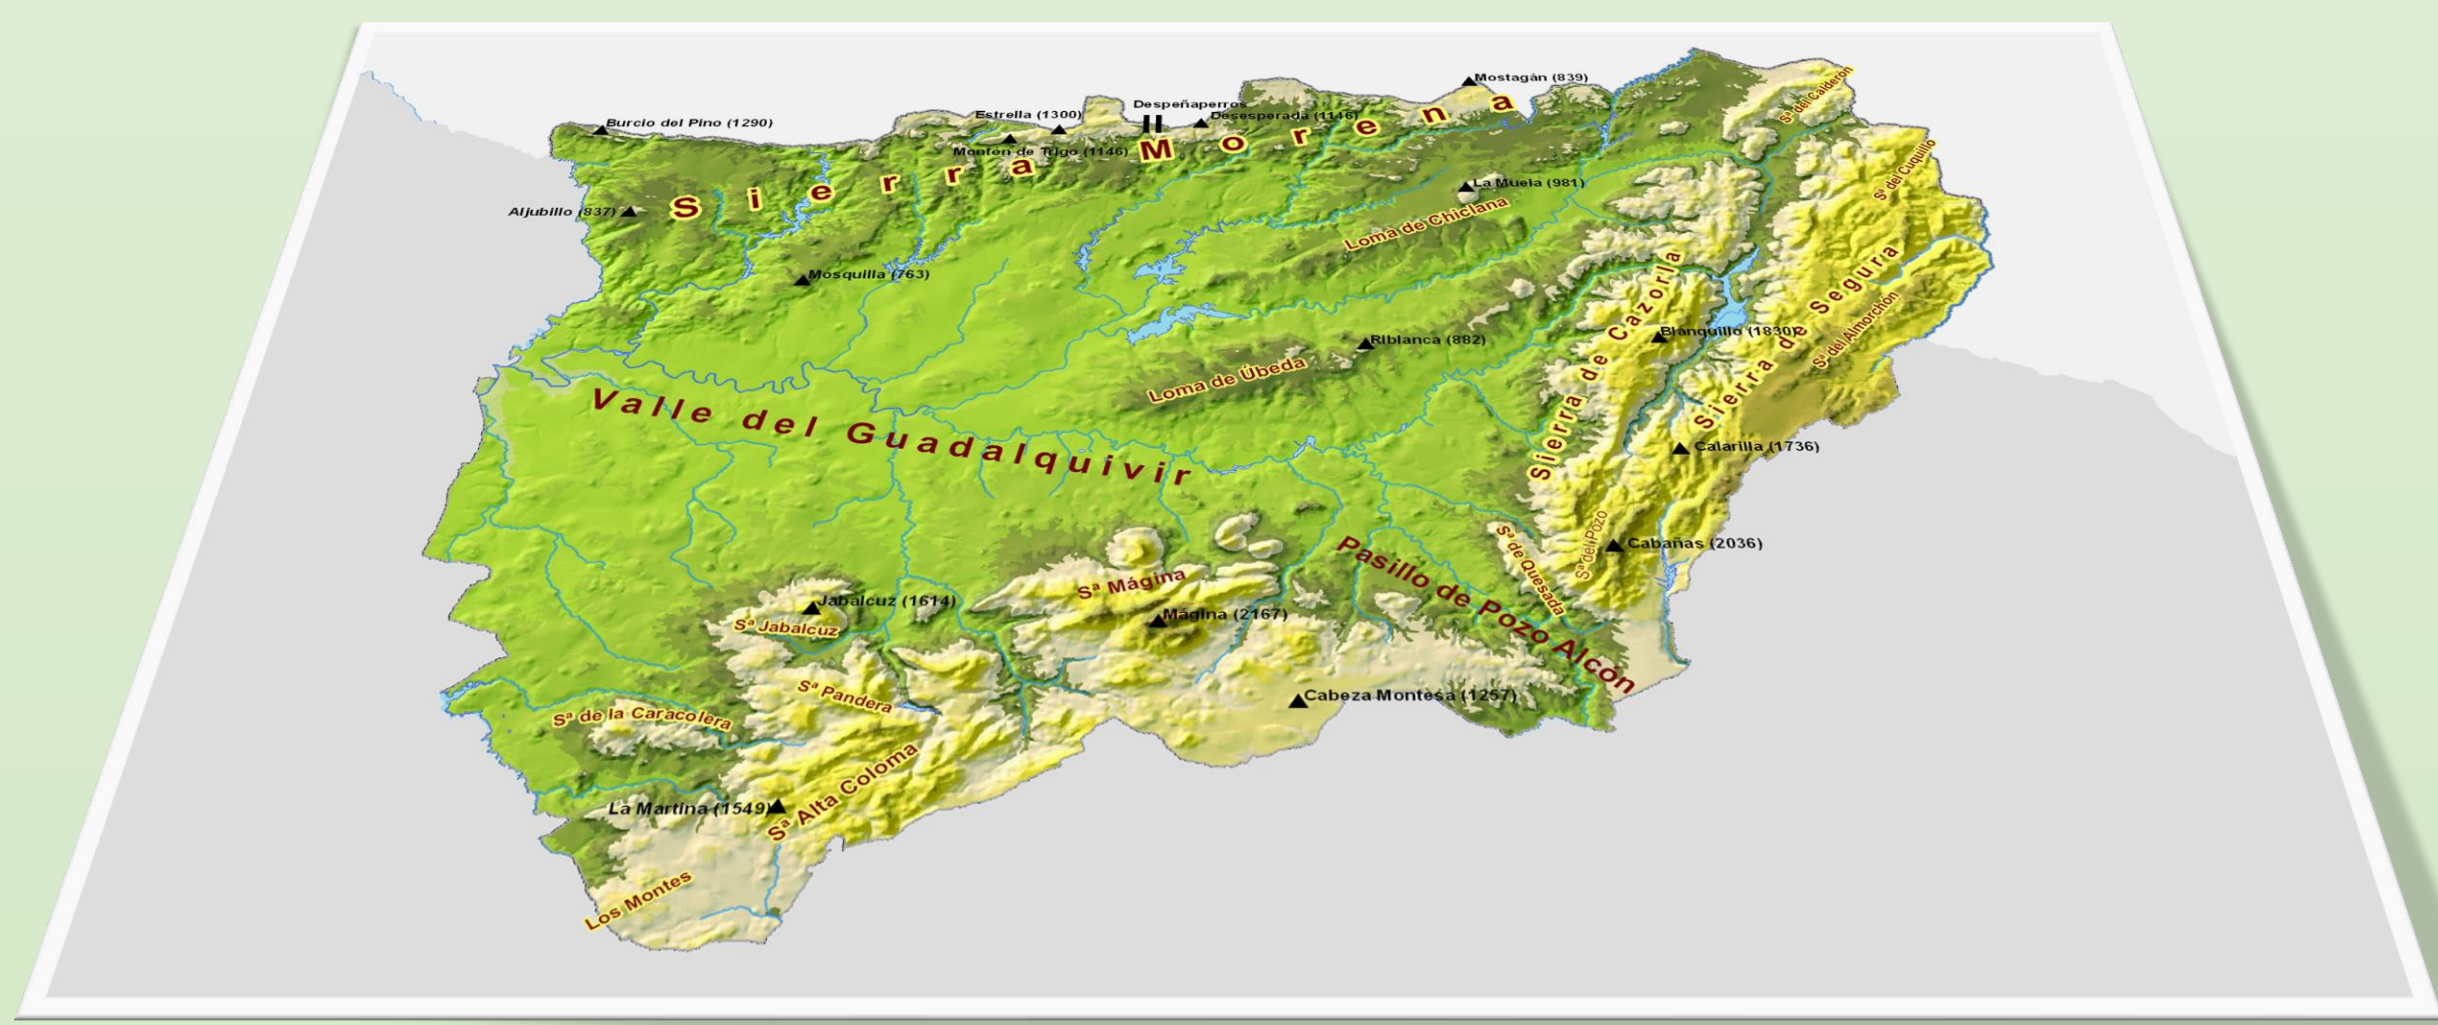 Mostagán (839)
Sª del Calderón
Despeñaperros
Estrella (1300)
Desesperada (1146)
Burcio del Pino (1290)
Montón de Trigo (1146)
Sierra Morena
Sª del Cuquillo
La Muela (981)
Aljubillo (837)
Loma de Chiclana
Mosquilla (763)
Sierra de Cazorla
Sierra de Segura
Sª del Almorchón
Blanquillo (1830)
Riblanca (882)
Loma de Úbeda
Valle del Guadalquivir
Calarilla (1736)
Sª de Quesada
Sª del Pozo
Cabañas (2036)
Pasillo de Pozo Alcón
Sª Mágina
Jabalcuz (1614)
Mágina (2167)
Sª Jabalcuz
Sª Pandera
Cabeza Montesa (1257)
Sª de la Caracolera
Sª Alta Coloma
La Martina (1549)
Los Montes